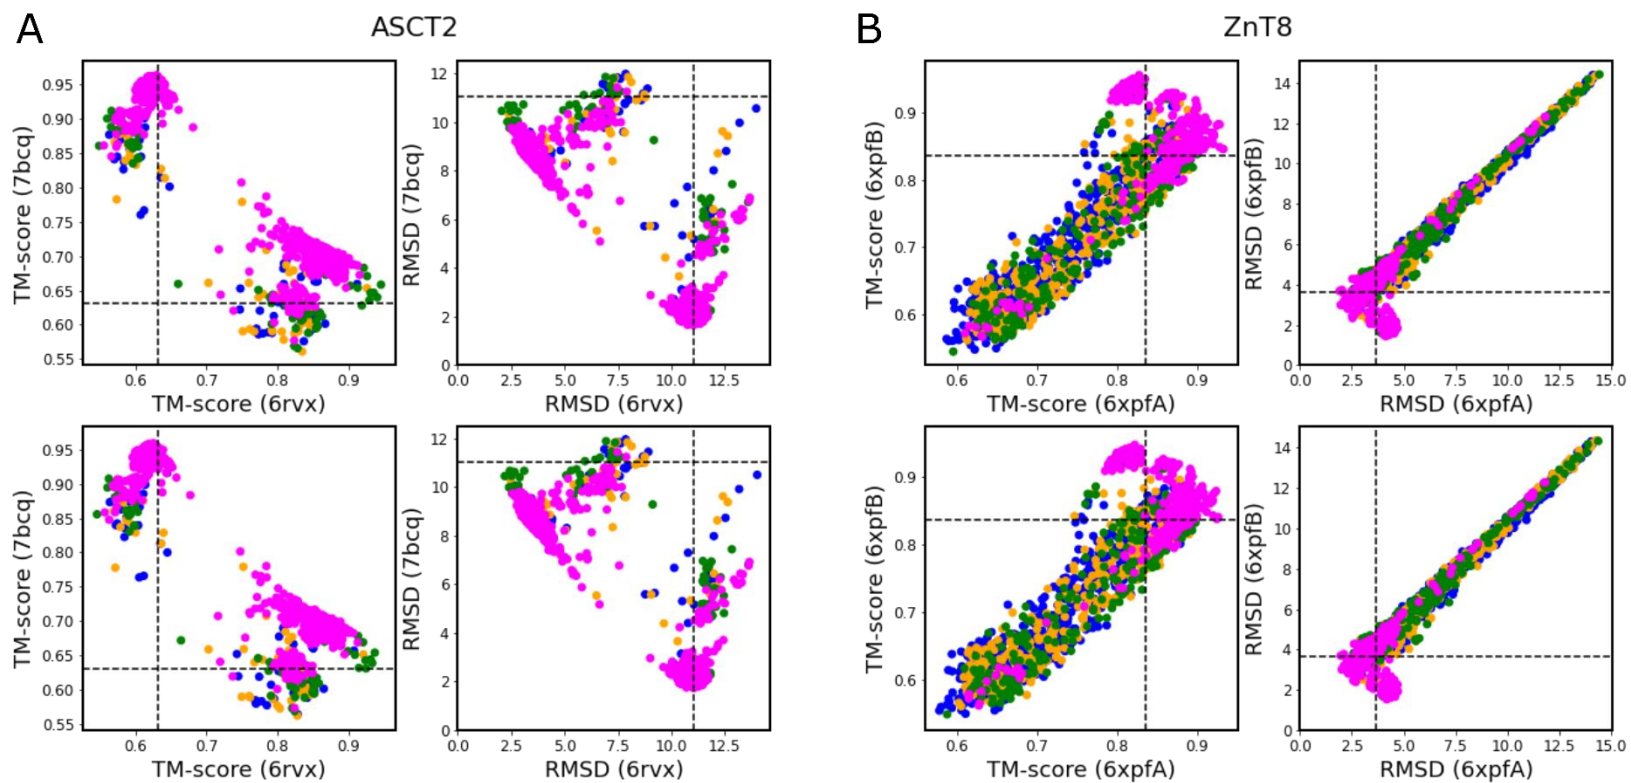 A
ASCT2
B
ZnT8
TM-score (7bcq)
0.95
0.90
0.85
0.80
0.75
0.70
0.65
0.60
0.55
0.6 0.7 0.8 0.9
TM-score (6rvx)
RMSD (7bcq)
12
10
8
6
4
2
0
0.0 2.5 5.0 7.5 10.0 12.5
RMSD (6rvx)
TM-score (6xpfB)
0.9
0.8
0.7
0.6
0.6 0.7 0.8 0.9
TM-score (6xpfA)
RMSD (6xpfB)
14
12
10
8
6
4
2
0
0.0 2.5 5.0 7.5 10.0 12.5 15.0
RMSD (6xpfA)
TM-score (7bcq)
0.95
0.90
0.85
0.80
0.75
0.70
0.65
0.60
0.55
0.6 0.7 0.8 0.9
TM-score (6rvx)
RMSD (7bcq)
12
10
8
6
4
2
0
0.0 2.5 5.0 7.5 10.0 12.5
RMSD (6rvx)
TM-score (6xpfB)
0.9
0.8
0.7
0.6
0.6 0.7 0.8 0.9
TM-score (6xpfA)
RMSD (6xpfB)
14
12
10
8
6
4
2
0
0.0 2.5 5.0 7.5 10.0 12.5 15.0
RMSD (6xpfA)